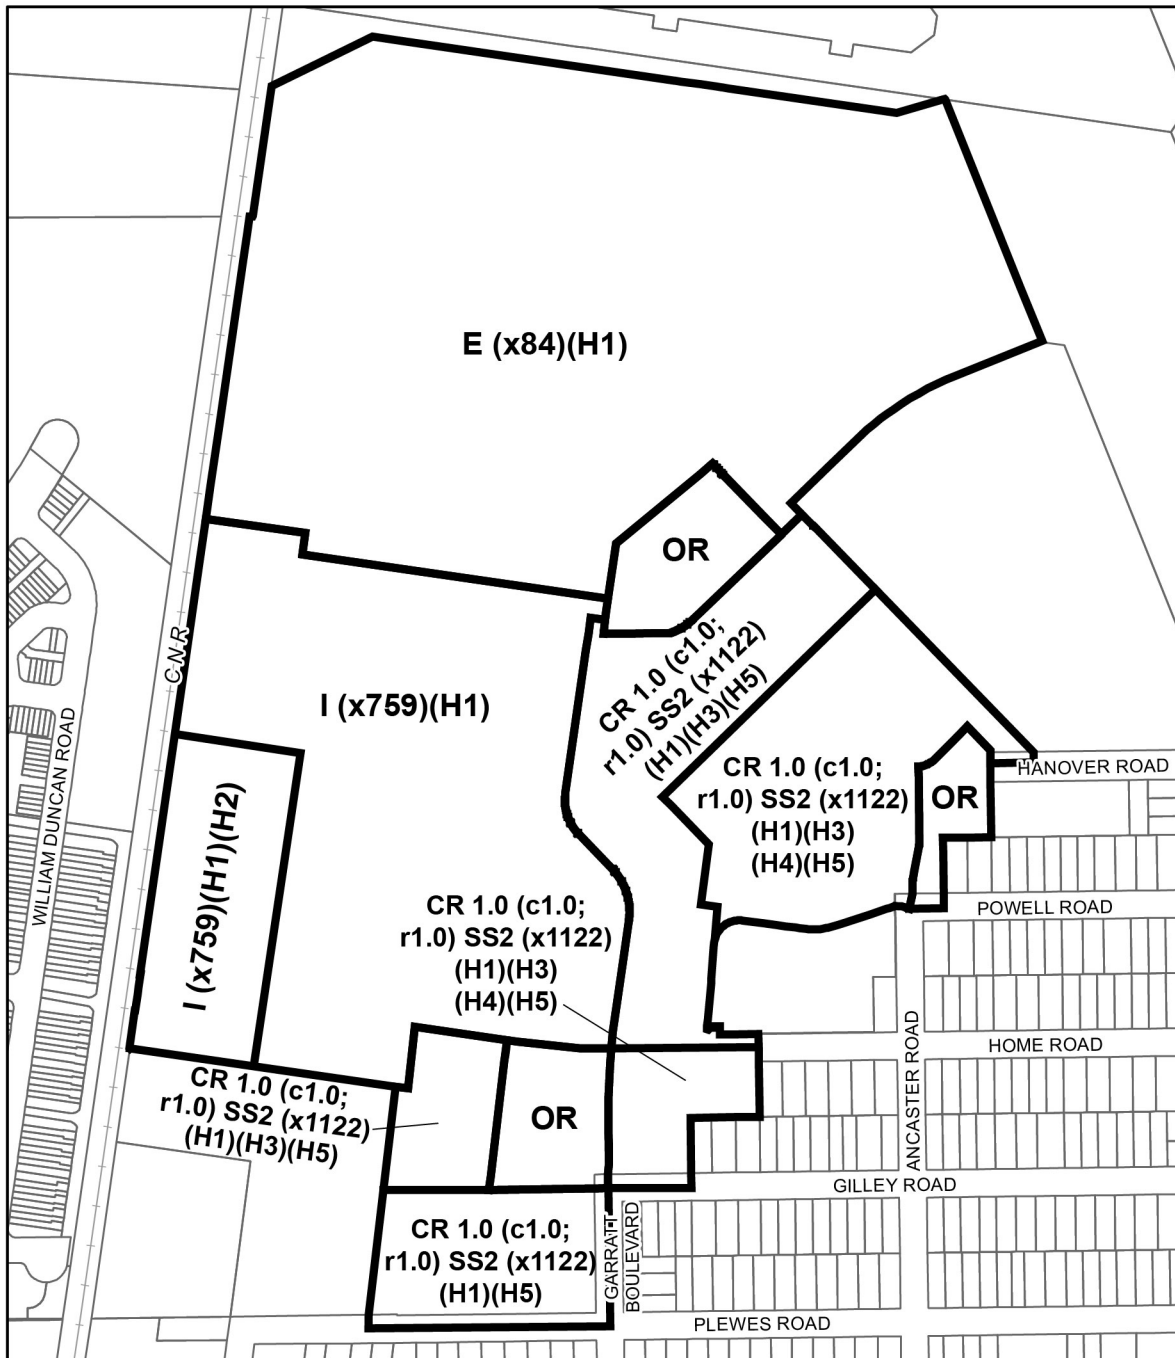 E (x84)(H1)
OR
CR 1.0 (c1.0;
r1.0) SS2 (x1122)
(H1)(H3)(H5)
C N R
I (x759)(H1)
WILLIAM DUNCAN ROAD
CR 1.0 (c1.0;
r1.0) SS2 (x1122)
(H1)(H3)
(H4)(H5)
OR
HANOVER ROAD
I (x759)(H1)(H2)
CR 1.0 (c1.0;
r1.0) SS2 (x1122)
(H1)(H3)
(H4)(H5)
POWELL ROAD
HOME ROAD
ANCASTER ROAD
CR 1.0 (c1.0;
r1.0) SS2 (x1122)
(H1)(H3)(H5)
OR
GILLEY ROAD
CR 1.0 (c1.0;
r1.0) SS2 (x1122)
(H1)(H5)
GARRATT
BOULEVARD
PLEWES ROAD